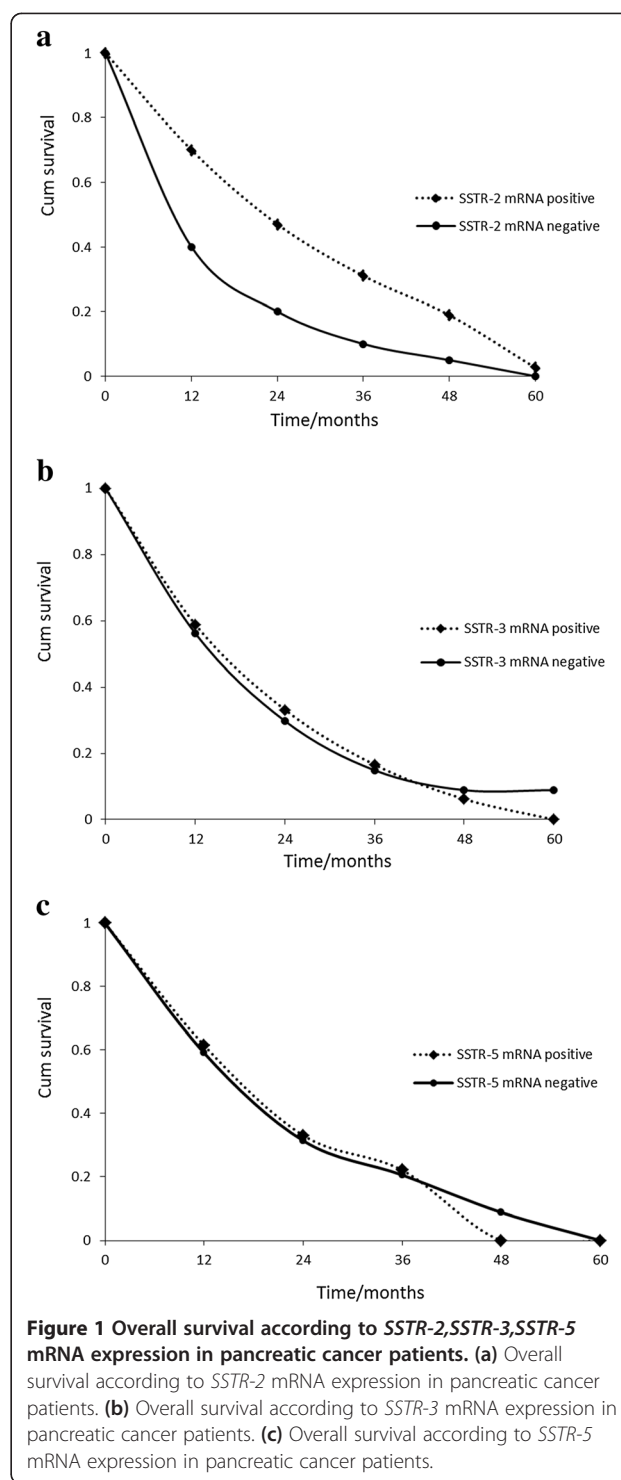 a
1
0.8
0.6
0.4
0.2
0
Cum survival
SSTR-2 mRNA positive
SSTR-2 mRNA negative
0 12 24 36 48 60
Time/months
b
1
0.8
0.6
0.4
0.2
0
Cum survival
SSTR-3 mRNA positive
SSTR-3 mRNA negative
0 12 24 36 48 60
Time/months
c
1
0.8
0.6
0.4
0.2
0
Cum survival
SSTR-5 mRNA positive
SSTR-5 mRNA negative
0 12 24 36 48 60
Time/months
Figure 1 Overall survival according to SSTR-2,SSTR-3,SSTR-5
mRNA expression in pancreatic cancer patients. (a) Overall
survival according to SSTR-2 mRNA expression in pancreatic cancer
patients. (b) Overall survival according to SSTR-3 mRNA expression in
pancreatic cancer patients. (c) Overall survival according to SSTR-5
mRNA expression in pancreatic cancer patients.